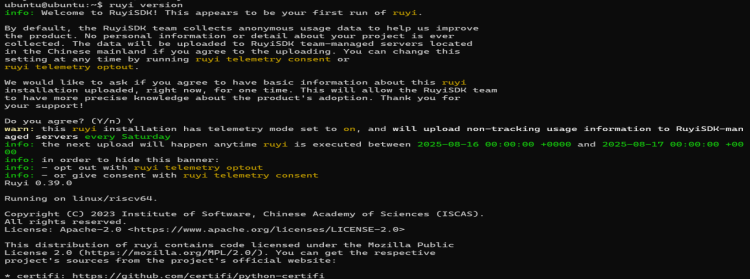 ubuntu@ubuntu:~$ ruyi version
info: Welcome to RuyiSDK! This appears to be your first run of ruyi.
By default, the RuyiSDK team collects anonymous usage data to help us improve
the product. No personal information or detail about your project is ever
collected. The data will be uploaded to RuyiSDK team-managed servers located
in the Chinese mainland if you agree to the uploading. You can change this
setting at any time by running ruyi telemetry consent or
ruyi telemetry optout.
We would like to ask if you agree to have basic information about this ruyi
installation uploaded, right now, for one time. This will allow the RuyiSDK team
to have more precise knowledge about the product's adoption. Thank you for
your support!
Do you agree? (Y/n) Y
warn: this ruyi installation has telemetry mode set to on, and will upload non-tracking usage information to RuyiSDK-man
aged servers every Saturday
info: the next upload will happen anytime ruyi is executed between 2025-08-16 00:00:00 +0000 and 2025-08-17 00:00:00 +00
00
info: in order to hide this banner:
info: - opt out with ruyi telemetry optout
info: - or give consent with ruyi telemetry consent
Ruyi 0.39.0
Running on linux/riscv64.
Copyright (C) 2023 Institute of Software, Chinese Academy of Sciences (ISCAS).
All rights reserved.
License: Apache-2.0 <https://www.apache.org/licenses/LICENSE-2.0>
This distribution of ruyi contains code licensed under the Mozilla Public
License 2.0 (https://mozilla.org/MPL/2.0/). You can get the respective
project's sources from the project's official website:
* certifi: https://github.com/certifi/python-certifi